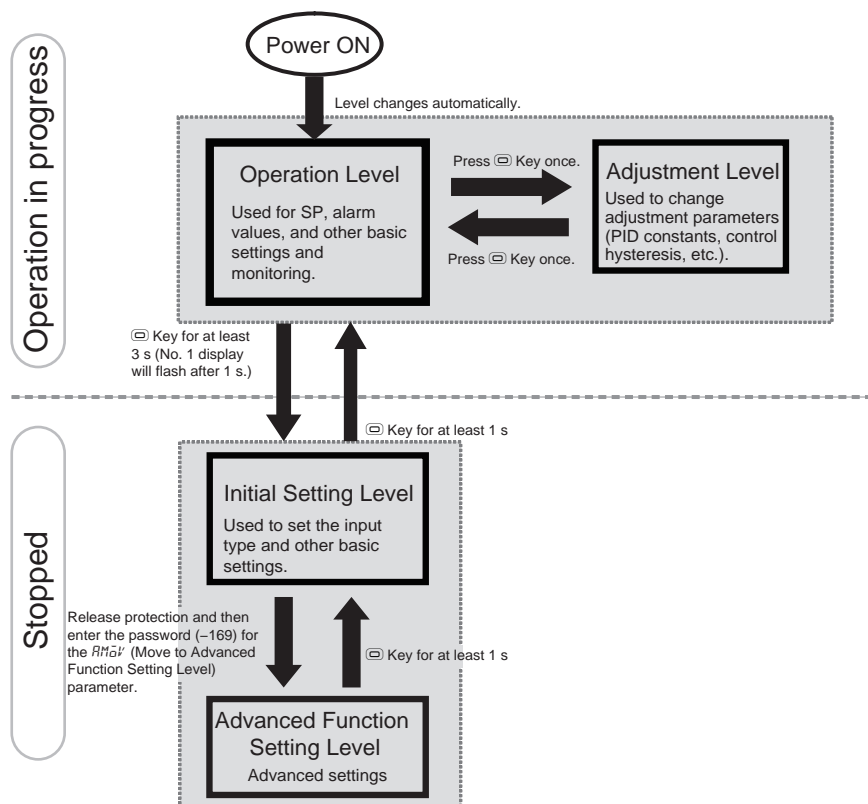 Operation in progress
Power ON
Level changes automatically.
Operation Level
Used for SP, alarm
values, and other basic
settings and
monitoring.
Press Key once.
Press Key once.
Adjustment Level
Used to change
adjustment parameters
(PID constants, control
hysteresis, etc.).
Key for at least
3 s (No. 1 display
will flash after 1 s.)
Key for at least 1 s
Stopped
Initial Setting Level
Used to set the input
type and other basic
settings.
Release protection and then
enter the password (–169) for
the AMoV (Move to Advanced
Function Setting Level)
parameter.
Key for at least 1 s
Advanced Function
Setting Level
Advanced settings